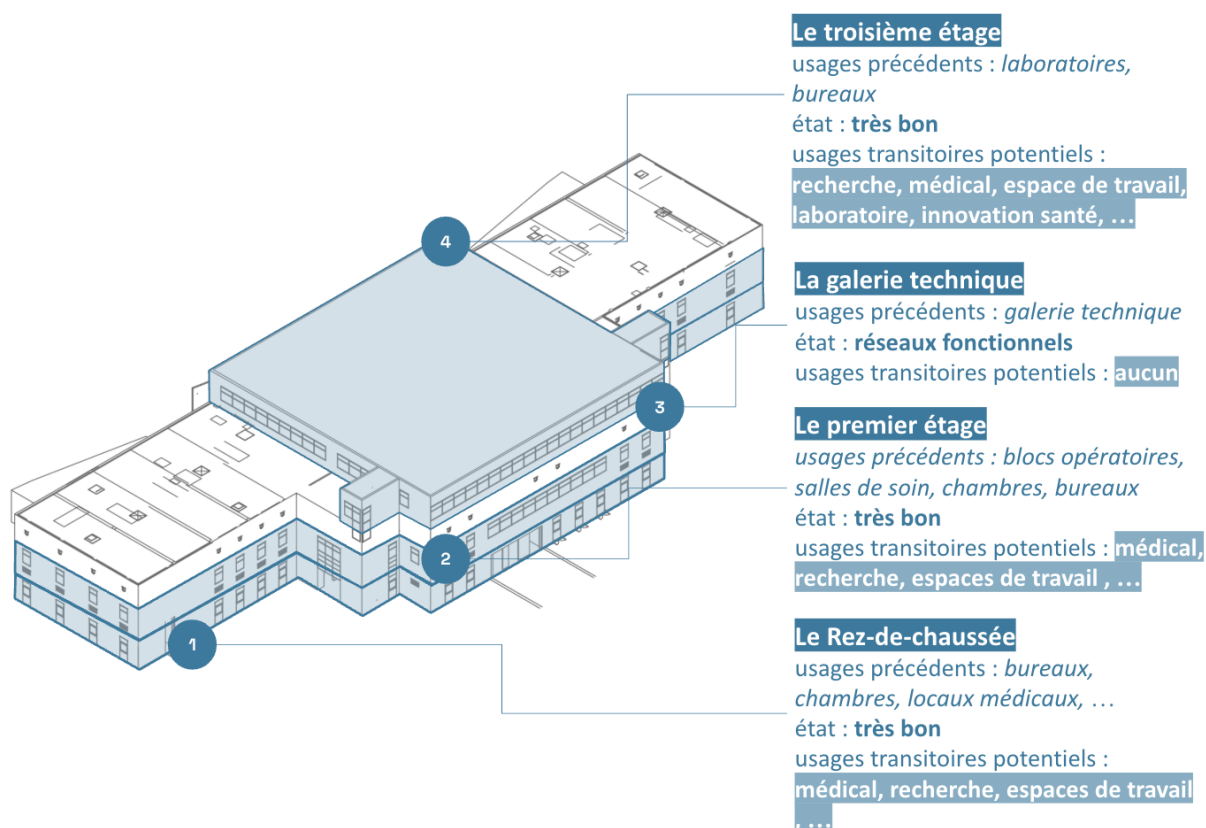 Le troisième étage
usages précédents : laboratoires,
bureaux
état : très bon
usages transitoires potentiels :
recherche, médical, espace de travail,
laboratoire, innovation santé, …
La galerie technique
usages précédents : galerie technique
état : réseaux fonctionnels
usages transitoires potentiels : aucun
Le premier étage
usages précédents : blocs opératoires,
salles de soin, chambres, bureaux
état : très bon
usages transitoires potentiels : médical,
recherche, espaces de travail , …
Le Rez-de-chaussée
usages précédents : bureaux,
chambres, locaux médicaux, …
état : très bon
usages transitoires potentiels :
médical, recherche, espaces de travail
, …
4
3
2
1